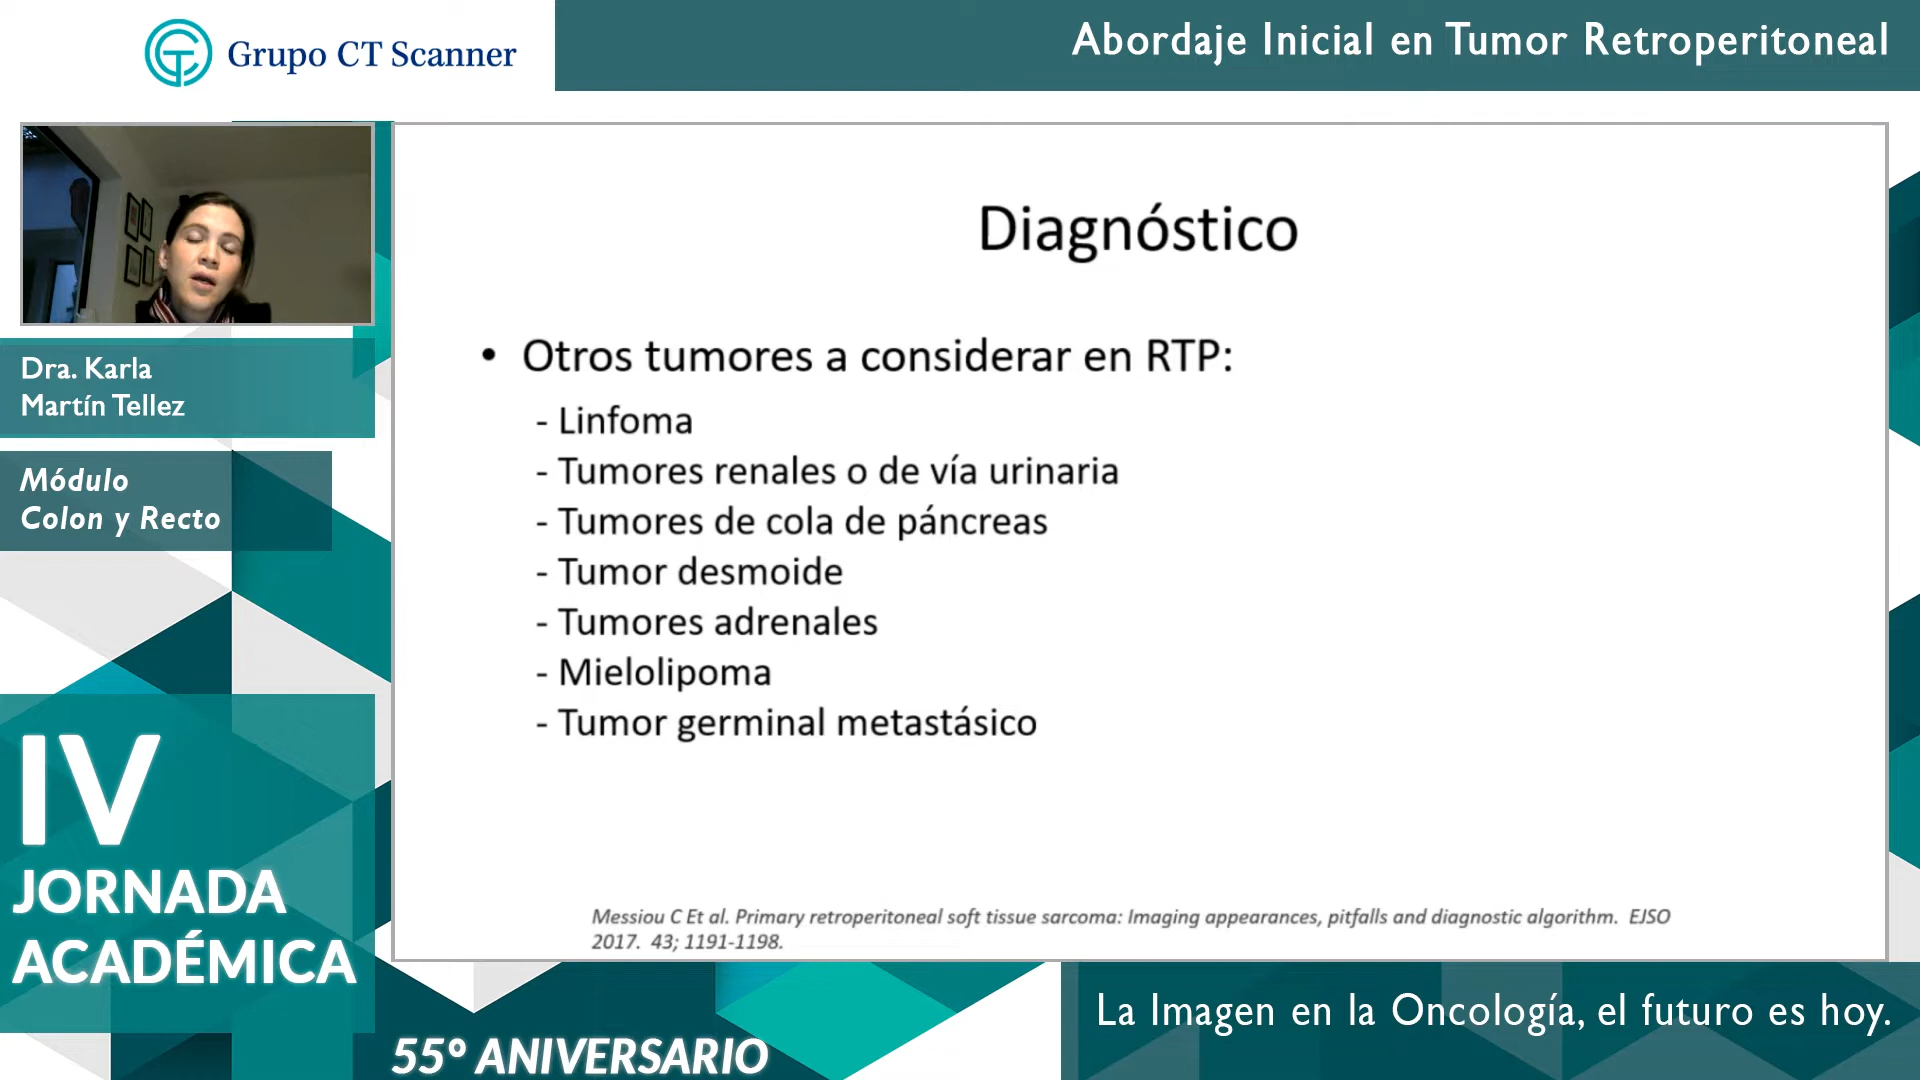 Grupo CT Scanner
Abordaje Inicial en Tumor Retroperitoneal
Dra. Karla
Martín Tellez
Módulo
Colon y Recto
Diagnóstico
• Otros tumores a considerar en RTP:
- Linfoma
- Tumores renales o de vía urinaria
- Tumores de cola de páncreas
- Tumor desmoide
- Tumores adrenales
- Mielolipoma
- Tumor germinal metastásico
Messiou C Et al. Primary retroperitoneal soft tissue sarcoma: Imaging appearances, pitfalls and diagnostic algorithm. EJSO
2017. 43; 1191-1198.
IV
JORNADA
ACADÉMICA
55º ANIVERSARIO
La Imagen en la Oncología, el futuro es hoy.